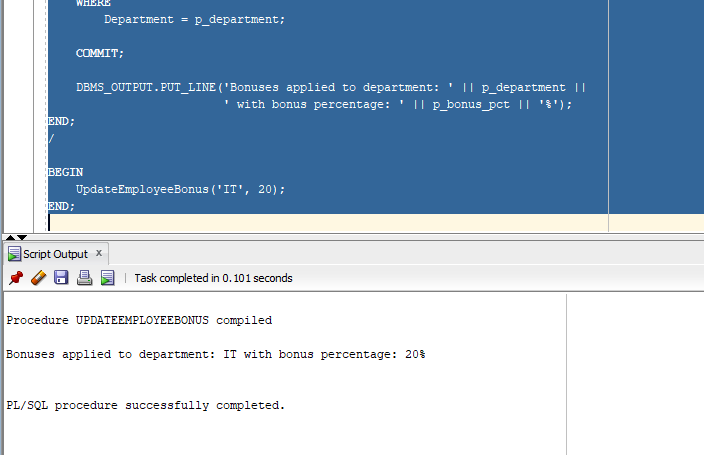 WHERE
Department = p_department;
COMMIT;
DBMS_OUTPUT.PUT_LINE('Bonuses applied to department: ' || p_department ||
' with bonus percentage: ' || p_bonus_pct || '%');
END;
/
BEGIN
UpdateEmployeeBonus('IT', 20);
END;
Script Output x
Task completed in 0.101 seconds
Procedure UPDATEEMPLOYEEBONUS compiled
Bonuses applied to department: IT with bonus percentage: 20%
PL/SQL procedure successfully completed.